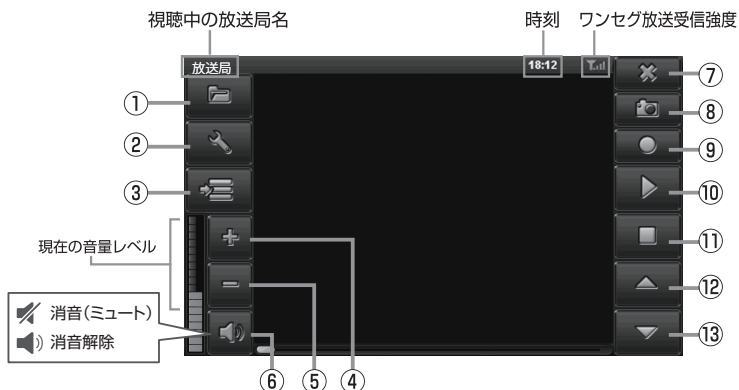 視聴中の放送局名
時刻
ワンセグ放送受信強度
放送局
18:12
①
②
③
現在の音量レベル
消音(ミュート)
消音解除
⑥
⑤
④
⑦
⑧
⑨
⑩
⑪
⑫
⑬